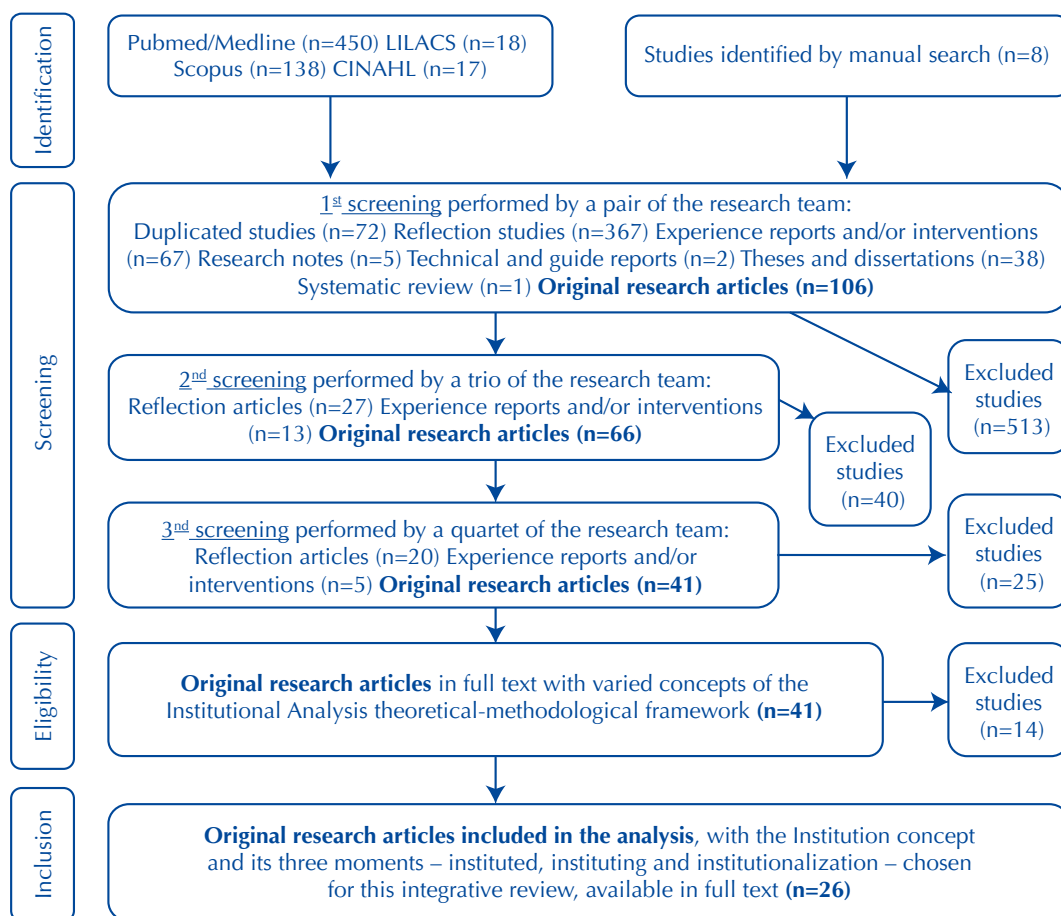 Identification
Pubmed/Medline (n=450) LILACS (n=18)
Scopus (n=138) CINAHL (n=17)
Studies identified by manual search (n=8)
Screening
1st screening performed by a pair of the research team:
Duplicated studies (n=72) Reflection studies (n=367) Experience reports and/or interventions
(n=67) Research notes (n=5) Technical and guide reports (n=2) Theses and dissertations (n=38)
Systematic review (n=1) Original research articles (n=106)
Excluded
studies
(n=513)
2nd screening performed by a trio of the research team:
Reflection articles (n=27) Experience reports and/or interventions
(n=13) Original research articles (n=66)
Excluded
studies
(n=40)
3nd screening performed by a quartet of the research team:
Reflection articles (n=20) Experience reports and/or
interventions (n=5) Original research articles (n=41)
Excluded
studies
(n=25)
Eligibility
Original research articles in full text with varied concepts of the
Institutional Analysis theoretical-methodological framework (n=41)
Excluded
studies
(n=14)
Inclusion
Original research articles included in the analysis, with the Institution concept
and its three moments – instituted, instituting and institutionalization – chosen
for this integrative review, available in full text (n=26)